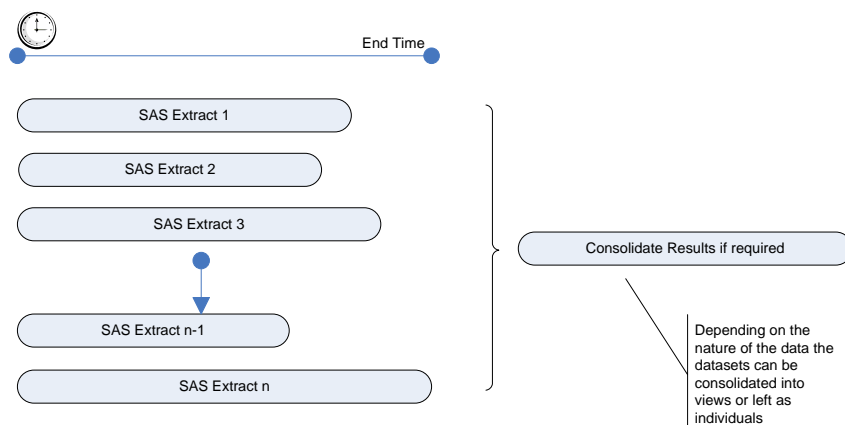 End Time
SAS Extract 1
SAS Extract 2
SAS Extract 3
SAS Extract n-1
SAS Extract n
Consolidate Results if required
Depending on the
nature of the data the
datasets can be
consolidated into
views or left as
individuals